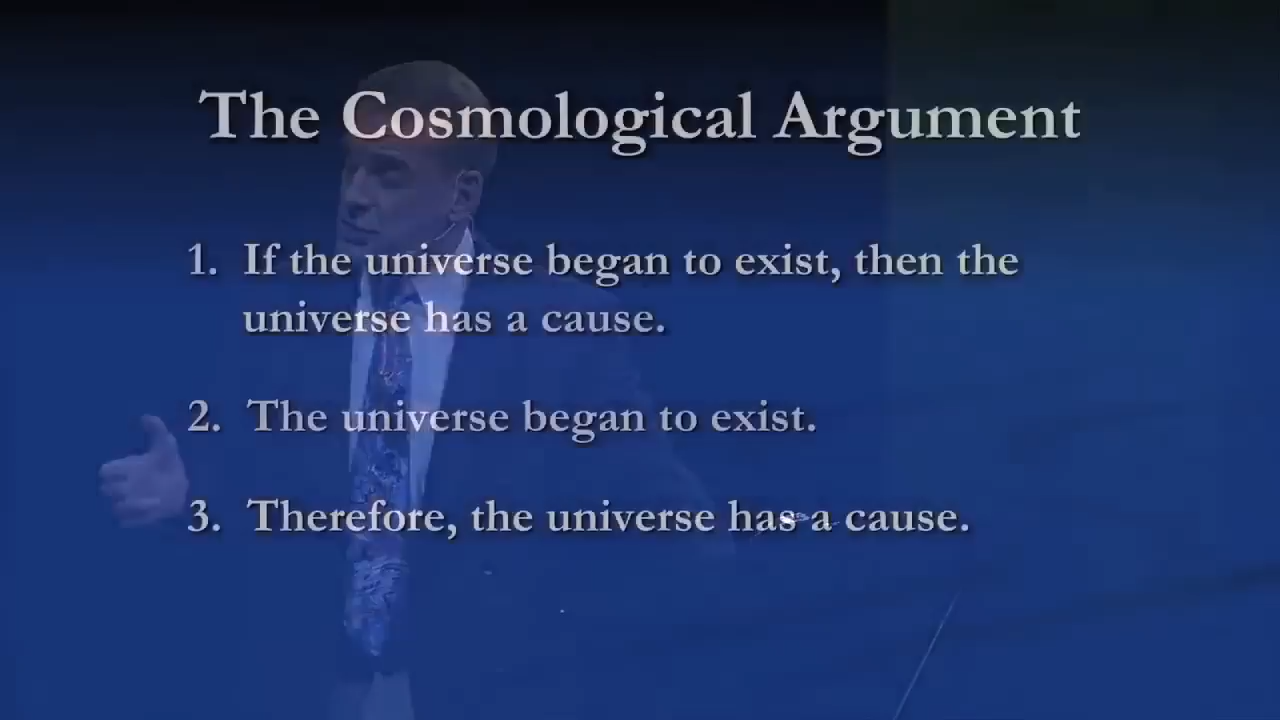 The Cosmological Argument
1. If the universe began to exist, then the
universe has a cause.
2. The universe began to exist.
3. Therefore, the universe has a cause.